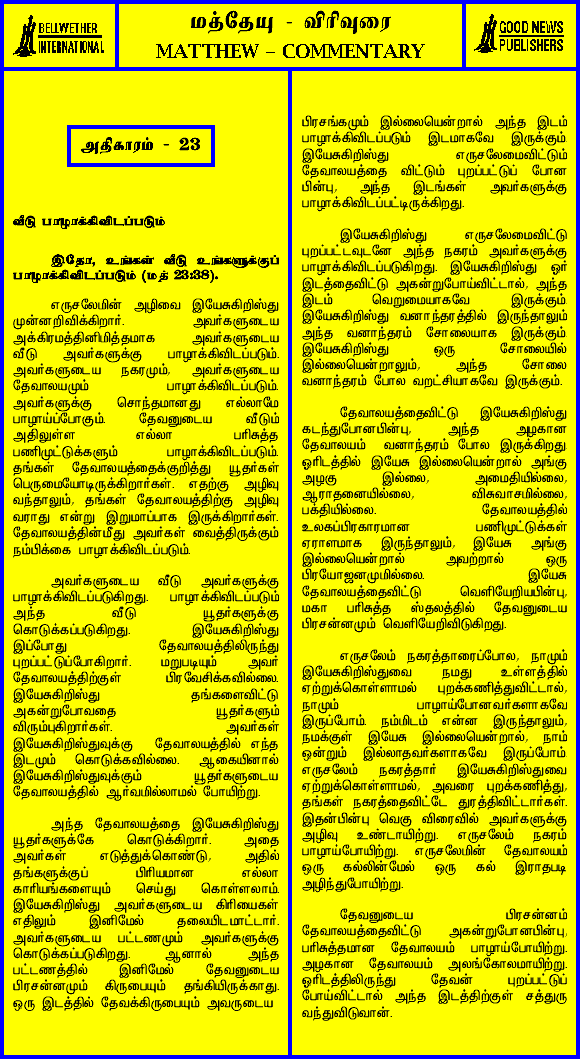 BELLWETHER
INTERNATIONAL
மத்தேயு - விரிவுரை
MATTHEW – COMMENTARY
GOOD NEWS
PUBLISHERS
அதிகாரம் - 23
வீடு பாழாக்கிவிடப்படும்
இதோ, உங்கள் வீடு உங்களுக்குப்
பாழாக்கிவிடப்படும் (மத் 23:38).
எருசலேமின் அழிவை இயேசுகிறிஸ்து
முன்னறிவிக்கிறார். அவர்களுடைய
அக்கிரமத்தினிமித்தமாக அவர்களுடைய
வீடு அவர்களுக்கு பாழாக்கிவிடப்படும்.
அவர்களுடைய நகரமும், அவர்களுடைய
தேவாலயமும் பாழாக்கிவிடப்படும்.
அவர்களுக்கு சொந்தமானது எல்லாமே
பாழாய்ப்போகும். தேவனுடைய வீடும்
அதிலுள்ள எல்லா பரிசுத்த
பணிமுட்டுக்களும் பாழாக்கிவிடப்படும்.
தங்கள் தேவாலயத்தைக்குறித்து யூதர்கள்
பெருமையோடிருக்கிறார்கள். எதற்கு அழிவு
வந்தாலும், தங்கள் தேவாலயத்திற்கு அழிவு
வராது என்று இறுமாப்பாக இருக்கிறார்கள்.
தேவாலயத்தின்மீது அவர்கள் வைத்திருக்கும்
நம்பிக்கை பாழாக்கிவிடப்படும்.
அவர்களுடைய வீடு அவர்களுக்கு
பாழாக்கிவிடப்படுகிறது. பாழாக்கிவிடப்படும்
அந்த வீடு யூதர்களுக்கு
கொடுக்கப்படுகிறது. இயேசுகிறிஸ்து
இப்போது தேவாலயத்திலிருந்து
புறப்பட்டுப்போகிறார். மறுபடியும் அவர்
தேவாலயத்திற்குள் பிரவேசிக்கவில்லை.
இயேசுகிறிஸ்து தங்களைவிட்டு
அகன்றுபோவதை யூதர்களும்
விரும்புகிறார்கள். அவர்கள்
இயேசுகிறிஸ்துவுக்கு தேவாலயத்தில் எந்த
இடமும் கொடுக்கவில்லை. ஆகையினால்
இயேசுகிறிஸ்துவுக்கும் யூதர்களுடைய
தேவாலயத்தில் ஆர்வமில்லாமல் போயிற்று.
அந்த தேவாலயத்தை இயேசுகிறிஸ்து
யூதர்களுக்கே கொடுக்கிறார். அதை
அவர்கள் எடுத்துக்கொண்டு, அதில்
தங்களுக்குப் பிரியமான எல்லா
காரியங்களையும் செய்து கொள்ளலாம்.
இயேசுகிறிஸ்து அவர்களுடைய கிரியைகள்
எதிலும் இனிமேல் தலையிடமாட்டார்.
அவர்களுடைய பட்டணமும் அவர்களுக்கு
கொடுக்கப்படுகிறது. ஆனால் அந்த
பட்டணத்தில் இனிமேல் தேவனுடைய
பிரசன்னமும் கிருபையும் தங்கியிருக்காது.
ஒரு இடத்தில் தேவக்கிருபையும் அவருடைய
பிரசங்கமும் இல்லையென்றால் அந்த இடம்
பாழாக்கிவிடப்படும் இடமாகவே இருக்கும்.
இயேசுகிறிஸ்து எருசலேமைவிட்டும்
தேவாலயத்தை விட்டும் புறப்பட்டுப் போன
பின்பு, அந்த இடங்கள் அவர்களுக்கு
பாழாக்கிவிடப்பட்டிருக்கிறது.
இயேசுகிறிஸ்து எருசலேமைவிட்டு
புறப்பட்டவுடனே அந்த நகரம் அவர்களுக்கு
பாழாக்கிவிடப்படுகிறது. இயேசுகிறிஸ்து ஓர்
இடத்தைவிட்டு அகன்றுபோய்விட்டால், அந்த
இடம் வெறுமையாகவே இருக்கும்.
இயேசுகிறிஸ்து வனாந்தரத்தில் இருந்தாலும்
அந்த வனாந்தரம் சோலையாக இருக்கும்.
இயேசுகிறிஸ்து ஒரு சோலையில்
இல்லையென்றாலும், அந்த சோலை
வனாந்தரம் போல வறட்சியாகவே இருக்கும்.
தேவாலயத்தைவிட்டு இயேசுகிறிஸ்து
கடந்துபோனபின்பு, அந்த அழகான
தேவாலயம் வனாந்தரம் போல இருக்கிறது
ஓரிடத்தில் இயேசு இல்லையென்றால் அங்கு
அழகு இல்லை, அமைதியில்லை,
ஆராதனையில்லை, விசுவாசமில்லை,
பக்தியில்லை. தேவாலயத்தில்
உலகப்பிரகாரமான பணிமுட்டுக்கள்
ஏராளமாக இருந்தாலும், இயேசு அங்கு
இல்லையென்றால் அவற்றால் ஒரு
பிரயோஜனமுமில்லை. இயேசு
தேவாலயத்தைவிட்டு வெளியேறியபின்பு,
மகா பரிசுத்த ஸ்தலத்தில் தேவனுடைய
பிரசன்னமும் வெளியேறிவிடுகிறது.
எருசலேம் நகரத்தாரைப்போல, நாமும்
இயேசுகிறிஸ்துவை நமது உள்ளத்தில்
ஏற்றுக்கொள்ளாமல் புறக்கணித்துவிட்டால்,
நாமும் பாழாய்போனவர்களாகவே
இருப்போம். நம்மிடம் என்ன இருந்தாலும்,
நமக்குள் இயேசு இல்லையென்றால், நாம்
ஒன்றும் இல்லாதவர்களாகவே இருப்போம்.
எருசலேம் நகரத்தார் இயேசுகிறிஸ்துவை
ஏற்றுக்கொள்ளாமல், அவரை புறக்கணித்து,
தங்கள் நகரத்தைவிட்டே துரத்திவிட்டார்கள்.
இதன்பின்பு வெகு விரைவில் அவர்களுக்கு
அழிவு உண்டாயிற்று. எருசலேம் நகரம்
பாழாய்போயிற்று. எருசலேமின் தேவாலயம்
ஒரு கல்லின்மேல் ஒரு கல் இராதபடி
அழிந்துபோயிற்று.
தேவனுடைய பிரசன்னம்
தேவாலயத்தைவிட்டு அகன்றுபோனபின்பு,
பரிசுத்தமான தேவாலயம் பாழாய்போயிற்று.
அழகான தேவாலயம் அலங்கோலமாயிற்று.
ஓரிடத்திலிருந்து தேவன் புறப்பட்டுப்
போய்விட்டால் அந்த இடத்திற்குள் சத்துரு
வந்துவிடுவான்.